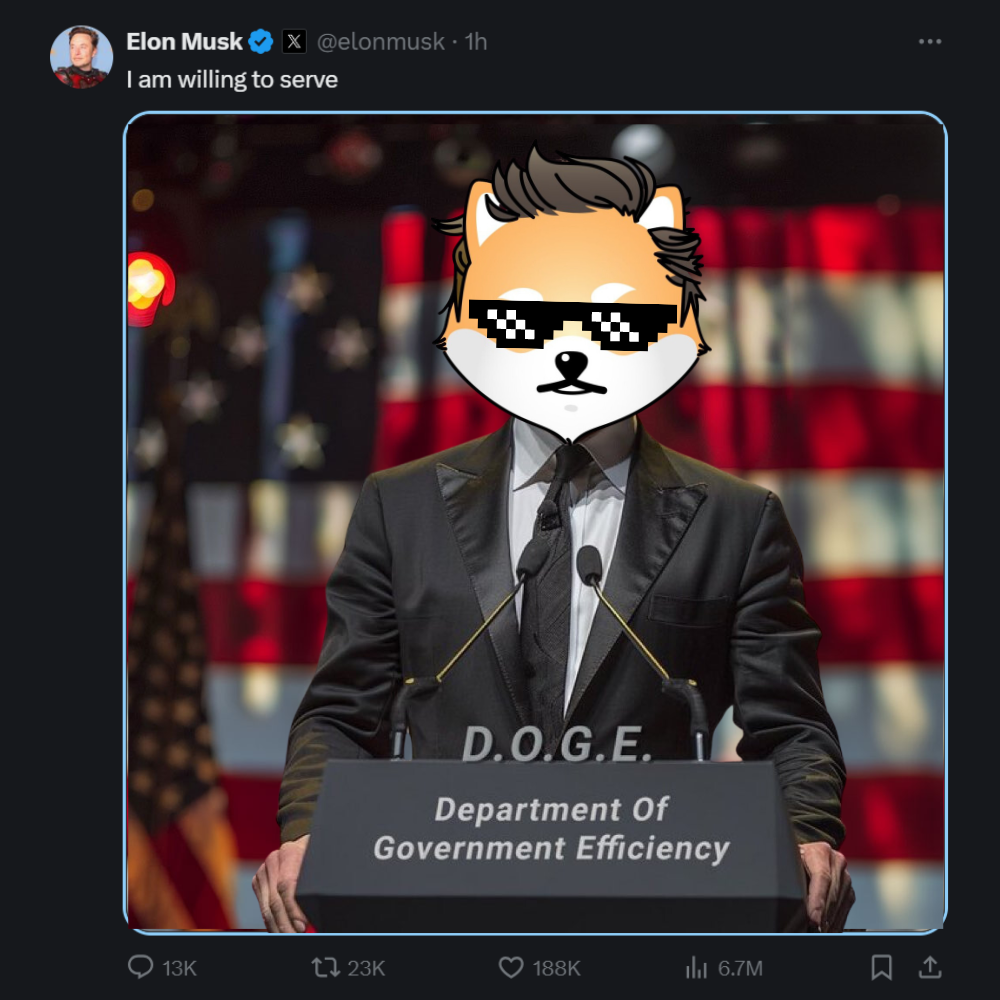 Elon Musk @elonmusk · 1h
I am willing to serve
D.O.G.E.
Department Of
Government Efficiency
13K 23K 188K 6.7M